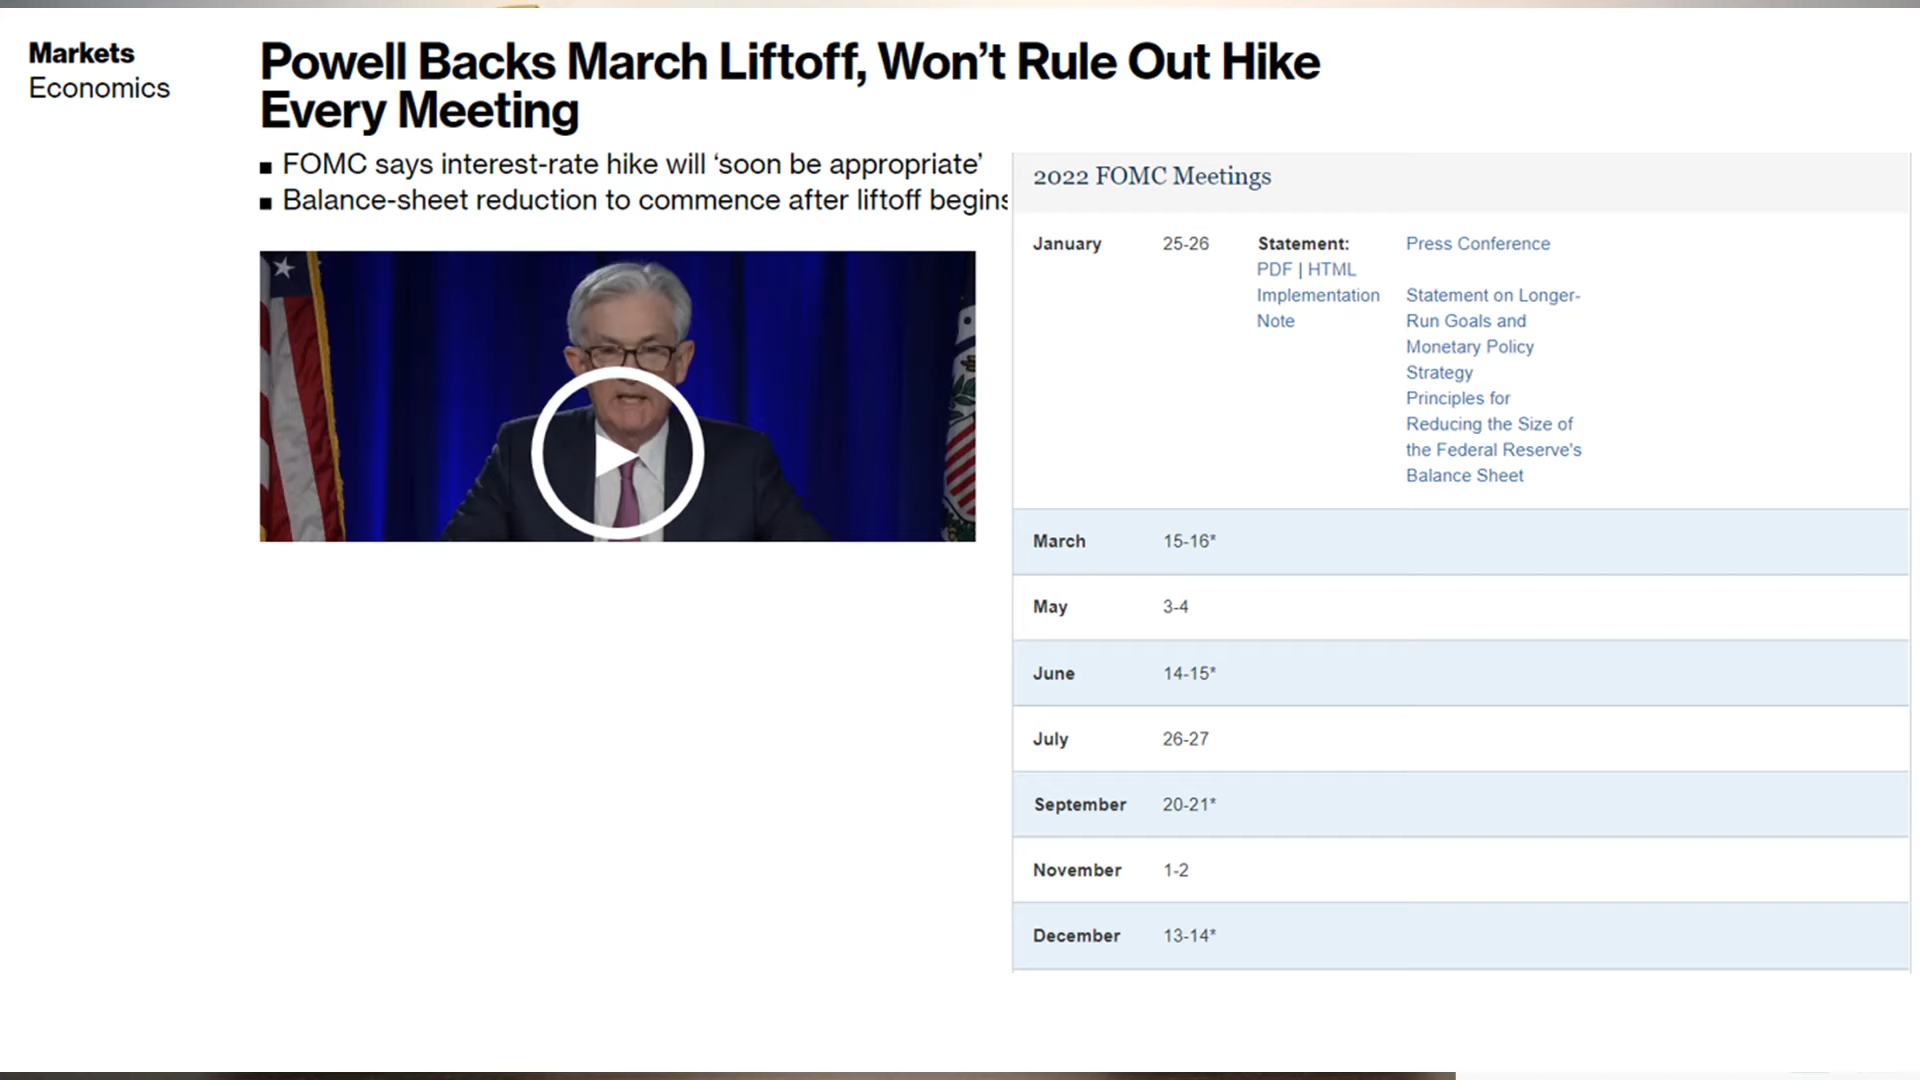 Markets
Economics
Powell Backs March Liftoff, Won’t Rule Out Hike
Every Meeting
■ FOMC says interest-rate hike will ‘soon be appropriate’
■ Balance-sheet reduction to commence after liftoff begins
2022 FOMC Meetings
January 25-26 Statement: Press Conference
PDF | HTML
Implementation Statement on Longer-
Note Run Goals and
Monetary Policy
Strategy
Principles for
Reducing the Size of
the Federal Reserve's
Balance Sheet
March 15-16*
May 3-4
June 14-15*
July 26-27
September 20-21*
November 1-2
December 13-14*